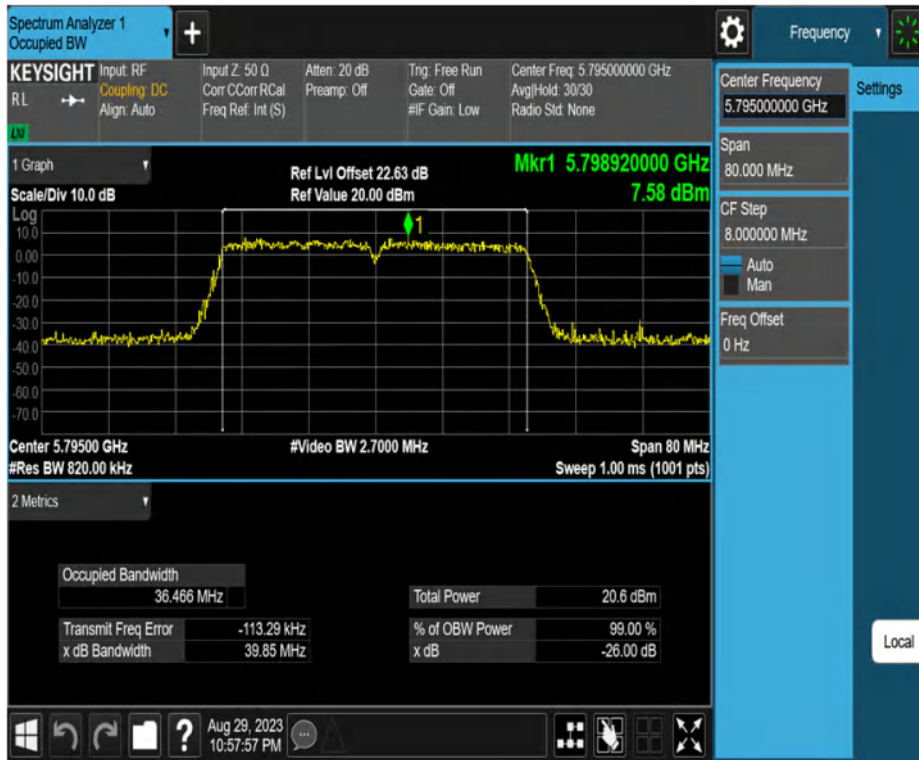 Spectrum Analyzer 1
Occupied BW
+
Frequency
KEYSIGHT
R L
LXI
Input: RF
Coupling: DC
Align: Auto
Input Z: 50 Ω
Corr CCorr RCal
Freq Ref: Int (S)
Atten: 20 dB
Preamp: Off
Trig: Free Run
Gate: Off
#IF Gain: Low
Center Freq: 5.795000000 GHz
Avg|Hold: 30/30
Radio Std: None
Center Frequency
5.795000000 GHz
Settings
Span
80.000 MHz
CF Step
8.000000 MHz
Auto
Man
Freq Offset
0 Hz
1 Graph
Scale/Div 10.0 dB
Ref Lvl Offset 22.63 dB
Ref Value 20.00 dBm
Mkr1 5.798920000 GHz
7.58 dBm
Log
10.0
0.00
-10.0
-20.0
-30.0
-40.0
-50.0
-60.0
-70.0
1
Center 5.79500 GHz
#Video BW 2.7000 MHz
Span 80 MHz
#Res BW 820.00 kHz
Sweep 1.00 ms (1001 pts)
2 Metrics
Occupied Bandwidth
36.466 MHz
Total Power 20.6 dBm
Transmit Freq Error -113.29 kHz
% of OBW Power 99.00 %
x dB Bandwidth 39.85 MHz
x dB -26.00 dB
Local
?
Aug 29, 2023
10:57:57 PM